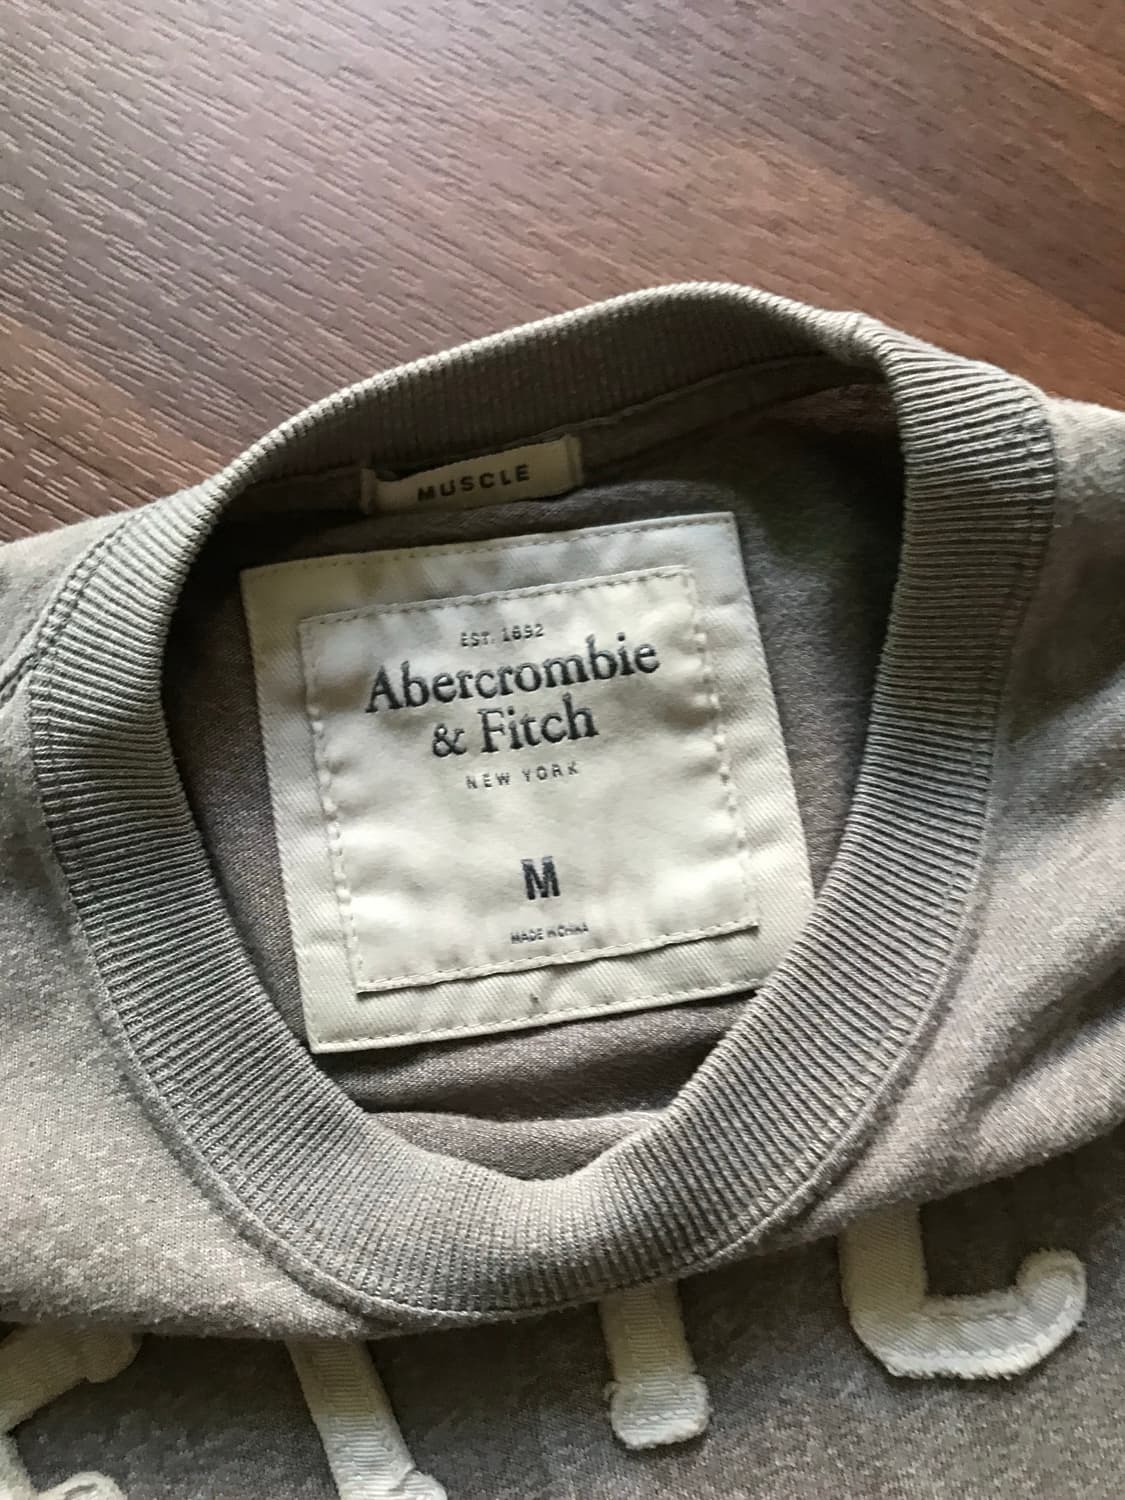 MUSCLE
EST. 1892
Abercrombie
& Fitch
NEW YORK
M
MADE IN CHINA